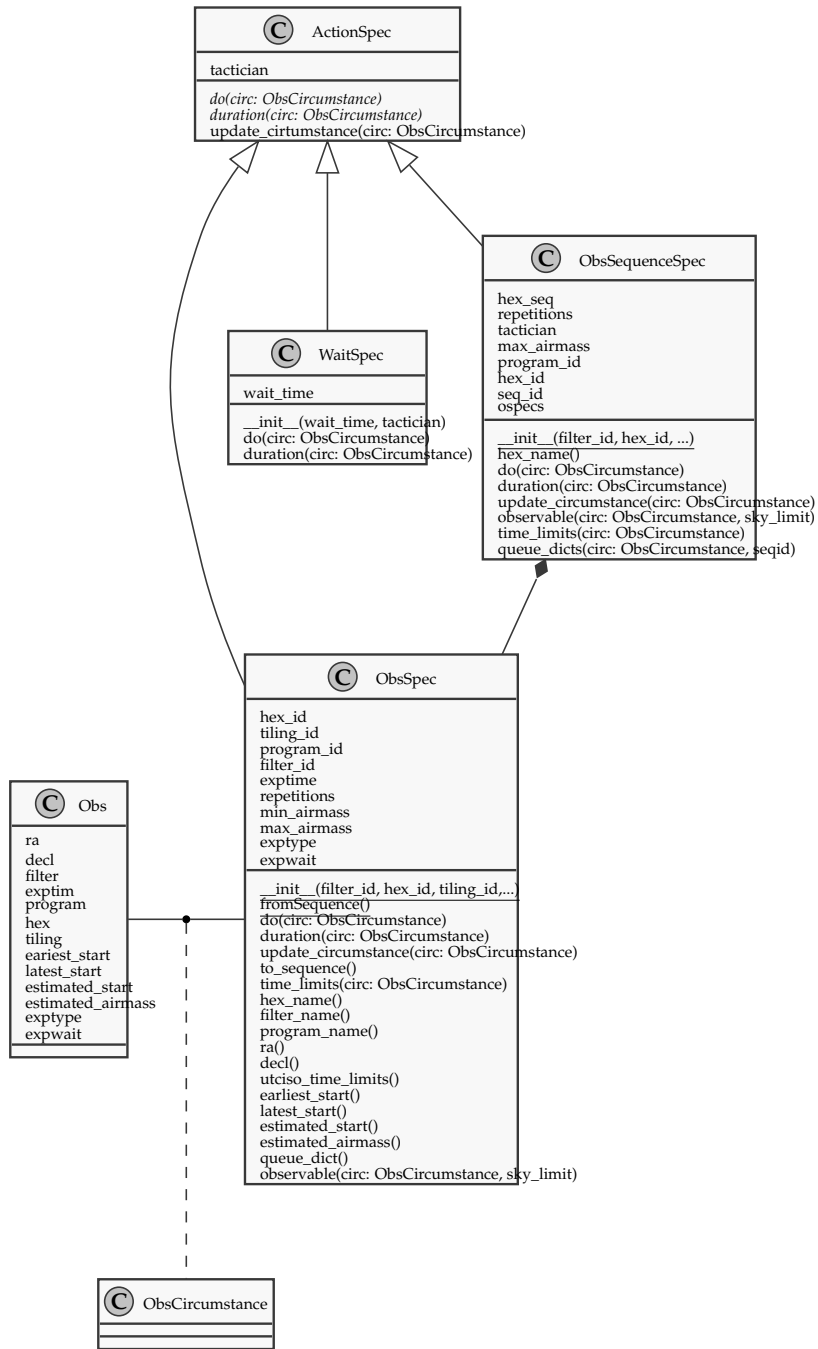 C ActionSpec
tactician
do(circ: ObsCircumstance)
duration(circ: ObsCircumstance)
update_cirtumstance(circ: ObsCircumstance)
C ObsSequenceSpec
hex_seq
repetitions
tactician
max_airmass
program_id
hex_id
seq_id
ospecs
__init__(filter_id, hex_id, ...)
hex_name()
do(circ: ObsCircumstance)
duration(circ: ObsCircumstance)
update_circumstance(circ: ObsCircumstance)
observable(circ: ObsCircumstance, sky_limit)
time_limits(circ: ObsCircumstance)
queue_dicts(circ: ObsCircumstance, seqid)
C WaitSpec
wait_time
__init__(wait_time, tactician)
do(circ: ObsCircumstance)
duration(circ: ObsCircumstance)
C ObsSpec
hex_id
tiling_id
program_id
filter_id
exptime
repetitions
min_airmass
max_airmass
exptype
expwait
__init__(filter_id, hex_id, tiling_id,...)
fromSequence()
do(circ: ObsCircumstance)
duration(circ: ObsCircumstance)
update_circumstance(circ: ObsCircumstance)
to_sequence()
time_limits(circ: ObsCircumstance)
hex_name()
filter_name()
program_name()
ra()
decl()
utciso_time_limits()
earliest_start()
latest_start()
estimated_start()
estimated_airmass()
queue_dict()
observable(circ: ObsCircumstance, sky_limit)
C Obs
ra
decl
filter
exptim
program
hex
tiling
eariest_start
latest_start
estimated_start
estimated_airmass
exptype
expwait
C ObsCircumstance